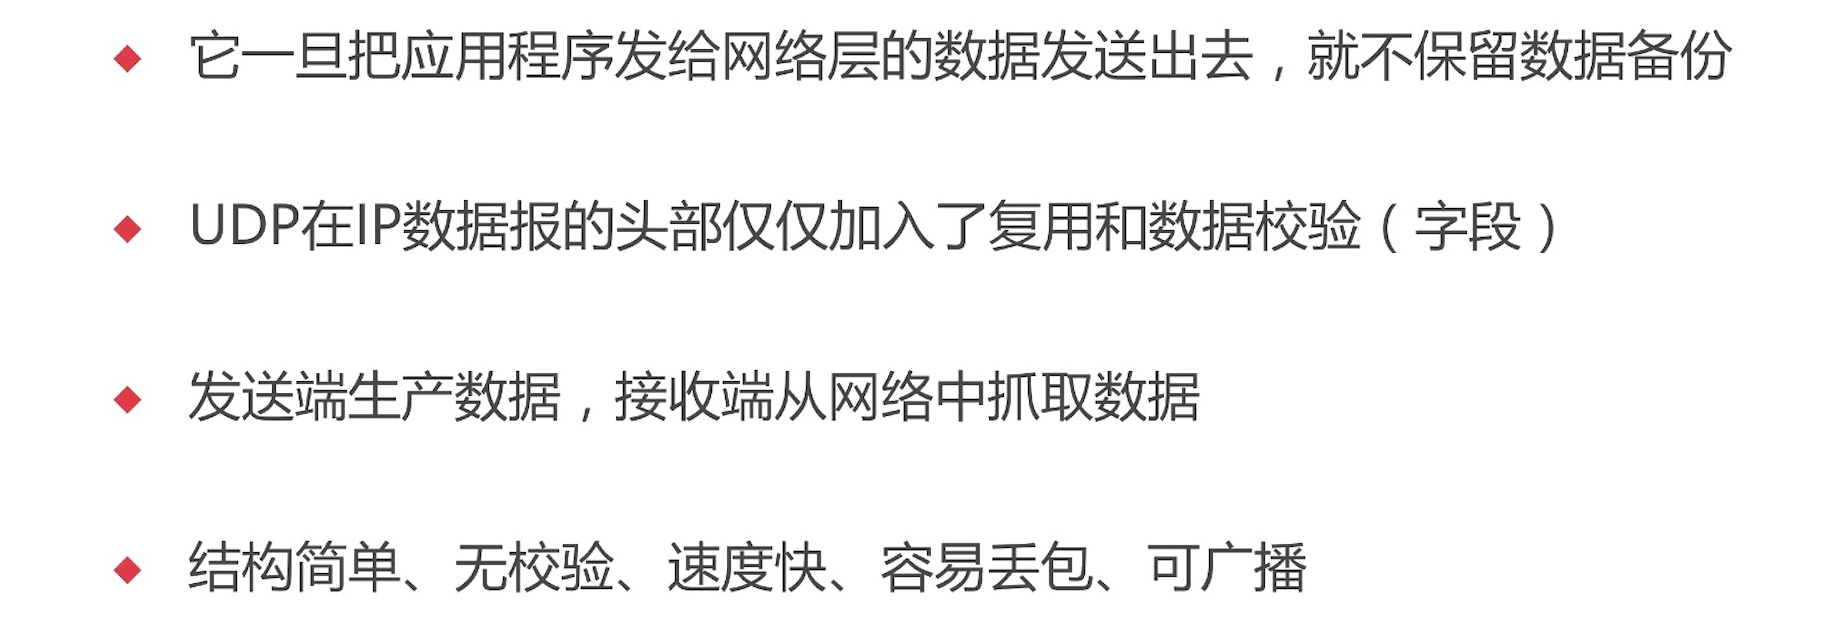 它一旦把应用程序发给网络层的数据发送出去，就不保留数据备份
UDP在IP数据报的头部仅仅加入了复用和数据校验（字段）
发送端生产数据，接收端从网络中抓取数据
结构简单、无校验、速度快、容易丢包、可广播